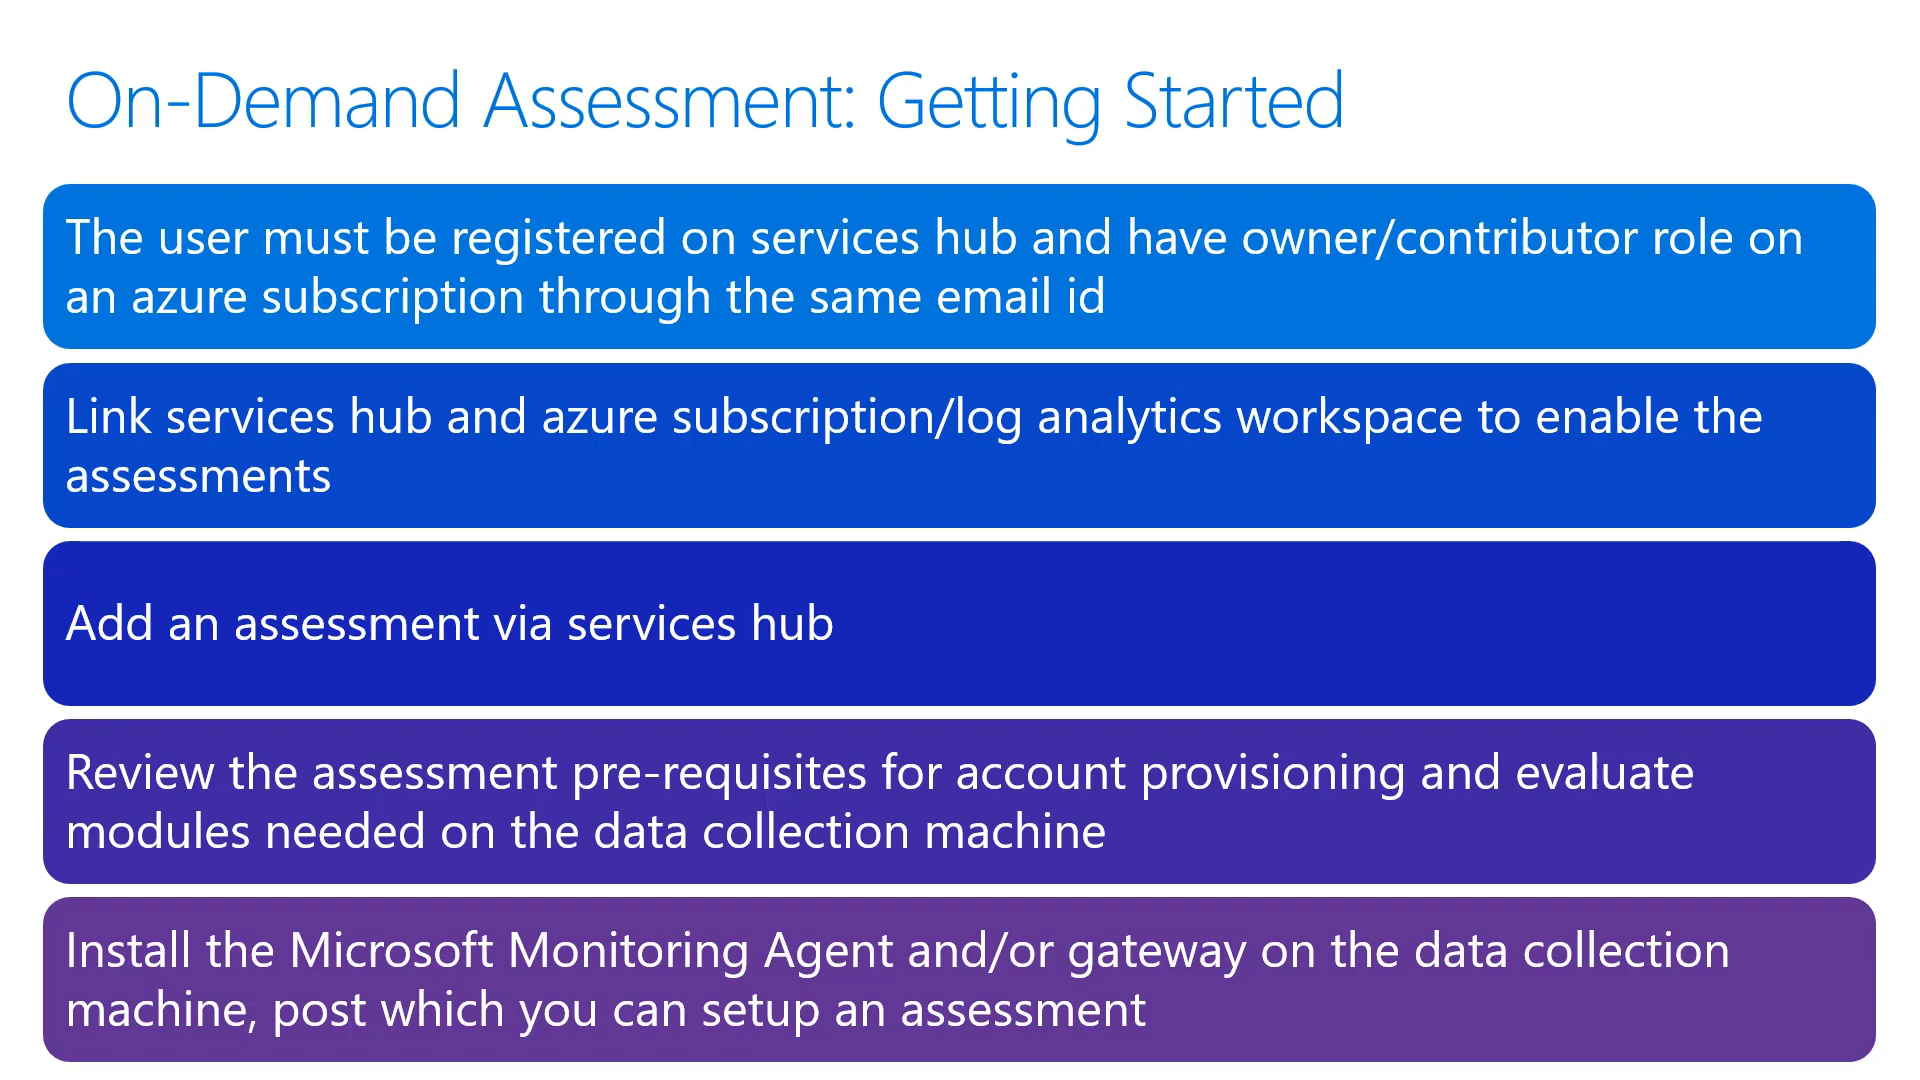 On-Demand Assessment: Getting Started
The user must be registered on services hub and have owner/contributor role on
an azure subscription through the same email id
Link services hub and azure subscription/log analytics workspace to enable the
assessments
Add an assessment via services hub
Review the assessment pre-requisites for account provisioning and evaluate
modules needed on the data collection machine
Install the Microsoft Monitoring Agent and/or gateway on the data collection
machine, post which you can setup an assessment